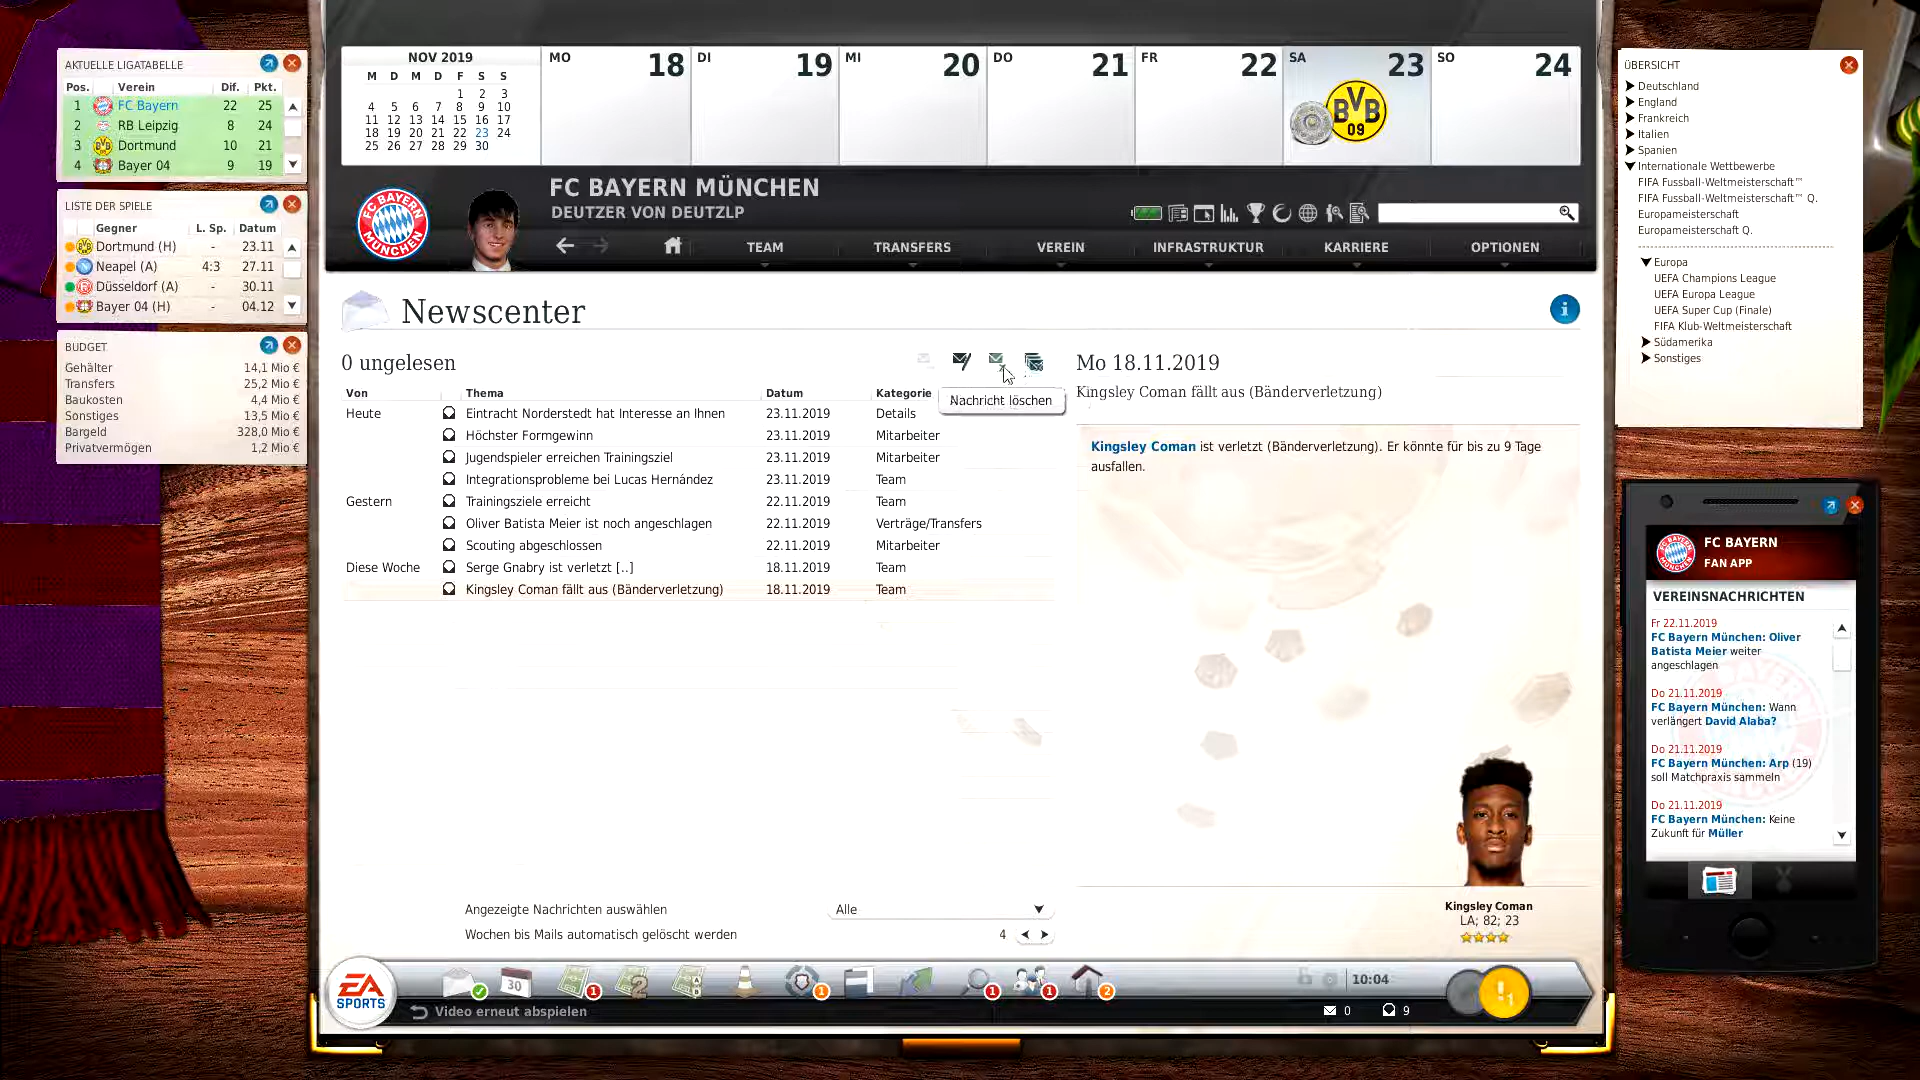 AKTUELLE LIGATABELLE
Pos. Verein Dif. Pkt.
1 FC Bayern 22 25
2 RB Leipzig 8 24
3 Dortmund 10 21
4 Bayer 04 9 19
LISTE DER SPIELE
Gegner L. Sp. Datum
Dortmund (H) - 23.11
Neapel (A) 4:3 27.11
Düsseldorf (A) - 30.11
Bayer 04 (H) - 04.12
BUDGET
Gehälter 14,1 Mio €
Transfers 25,2 Mio €
Baukosten 4,4 Mio €
Sonstiges 13,5 Mio €
Bargeld 328,0 Mio €
Privatvermögen 1,2 Mio €
NOV 2019
M D M D F S S
1 2 3
4 5 6 7 8 9 10
11 12 13 14 15 16 17
18 19 20 21 22 23 24
25 26 27 28 29 30
MO 18 DI 19 MI 20 DO 21 FR 22 SA 23 SO 24
BVB 09
FC BAYERN MÜNCHEN
DEUTZER VON DEUTZLP
FC BAYERN MÜNCHEN
TEAM TRANSFERS VEREIN INFRASTRUKTUR KARRIERE OPTIONEN
Newscenter
0 ungelesen
Von Thema Datum Kategorie
Nachricht löschen
Heute Eintracht Norderstedt hat Interesse an Ihnen 23.11.2019 Details
Höchster Formgewinn 23.11.2019 Mitarbeiter
Jugendspieler erreichen Trainingsziel 23.11.2019 Mitarbeiter
Integrationsprobleme bei Lucas Hernández 23.11.2019 Team
Gestern Trainingsziele erreicht 22.11.2019 Team
Oliver Batista Meier ist noch angeschlagen 22.11.2019 Verträge/Transfers
Scouting abgeschlossen 22.11.2019 Mitarbeiter
Diese Woche Serge Gnabry ist verletzt [..] 18.11.2019 Team
Kingsley Coman fällt aus (Bänderverletzung) 18.11.2019 Team
Angezeigte Nachrichten auswählen Alle
Wochen bis Mails automatisch gelöscht werden 4
Mo 18.11.2019
Kingsley Coman fällt aus (Bänderverletzung)
Kingsley Coman ist verletzt (Bänderverletzung). Er könnte für bis zu 9 Tage
ausfallen.
Kingsley Coman
LA; 82; 23
EA
SPORTS
30
1
2
1
1
1
2
10:04
!1
Video erneut abspielen
0 9
ÜBERSICHT
Deutschland
England
Frankreich
Italien
Spanien
Internationale Wettbewerbe
FIFA Fussball-Weltmeisterschaft™
FIFA Fussball-Weltmeisterschaft™ Q.
Europameisterschaft
Europameisterschaft Q.
Europa
UEFA Champions League
UEFA Europa League
UEFA Super Cup (Finale)
FIFA Klub-Weltmeisterschaft
Südamerika
Sonstiges
FC BAYERN
FAN APP
VEREINSNACHRICHTEN
Fr 22.11.2019
FC Bayern München: Oliver
Batista Meier weiter
angeschlagen
Do 21.11.2019
FC Bayern München: Wann
verlängert David Alaba?
Do 21.11.2019
FC Bayern München: Arp (19)
soll Matchpraxis sammeln
Do 21.11.2019
FC Bayern München: Keine
Zukunft für Müller